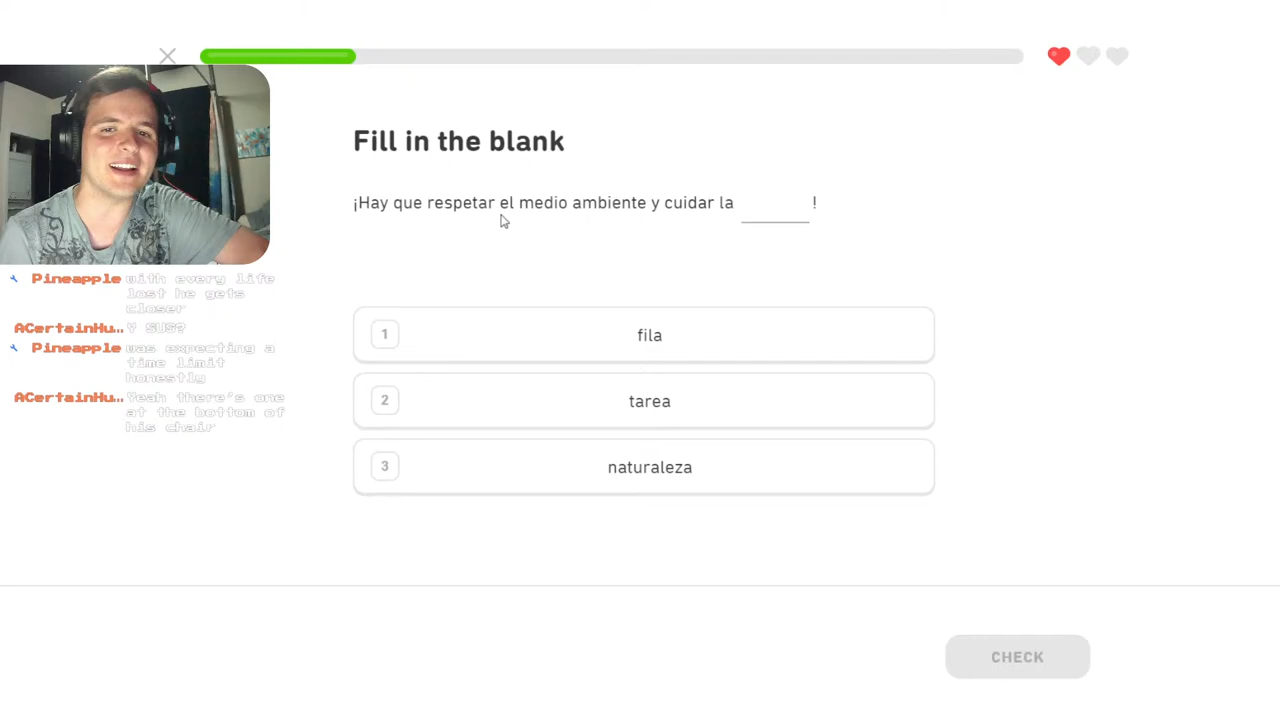 Fill in the blank
¡Hay que respetar el medio ambiente y cuidar la ______ !
1 fila
2 tarea
3 naturaleza
CHECK
Pineapple with every life
lost he gets
closer
ACertainHu... Y SUS?
Pineapple was expecting a
time limit
honestly
ACertainHu... Yeah there's one
at the bottom of
his chair